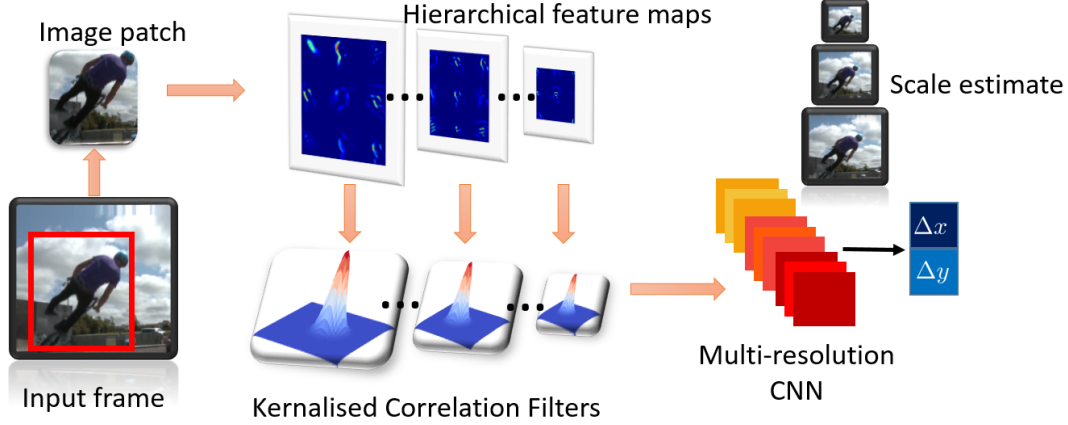 Image patch
Hierarchical feature maps
Scale estimate
Δx
Δy
Input frame
Kernalised Correlation Filters
Multi-resolution
CNN